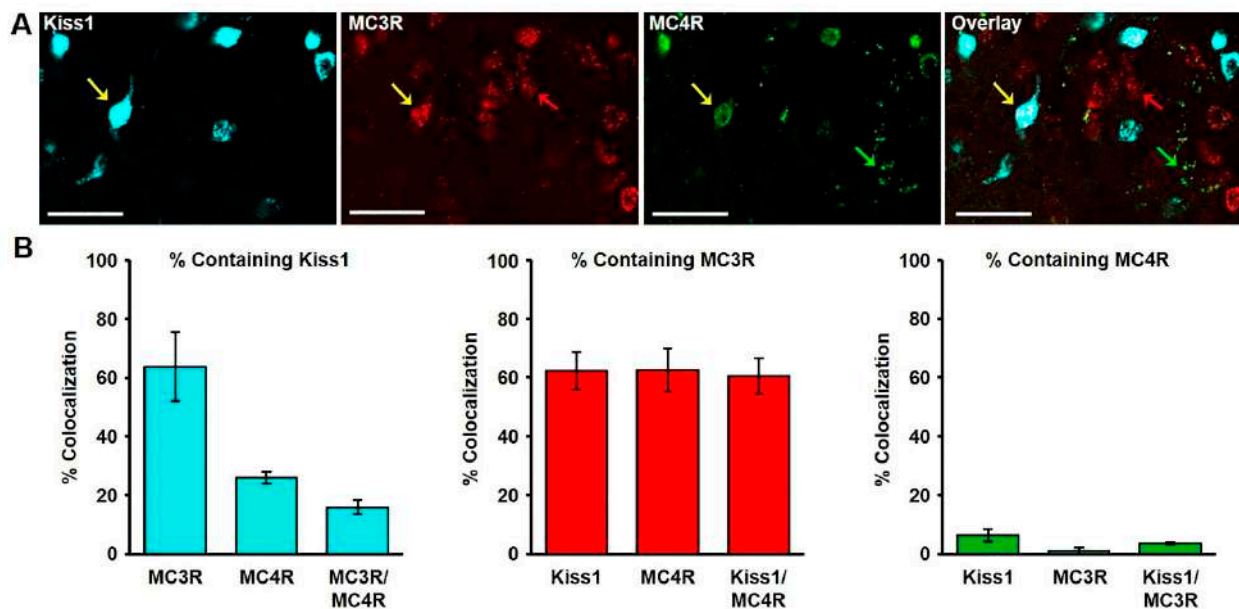 A
Kiss1
MC3R
MC4R
Overlay
B
% Containing Kiss1
% Colocalization
100
80
60
40
20
0
MC3R
MC4R
MC3R/
MC4R
% Containing MC3R
% Colocalization
100
80
60
40
20
0
Kiss1
MC4R
Kiss1/
MC4R
% Containing MC4R
% Colocalization
100
80
60
40
20
0
Kiss1
MC3R
Kiss1/
MC3R